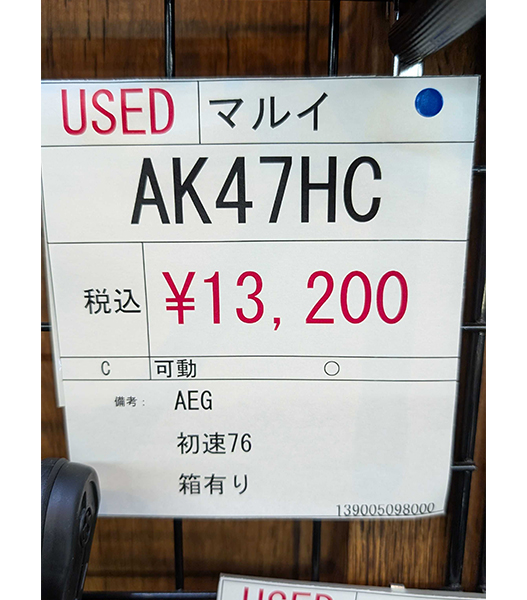 USED マルイ
AK47HC
税込 ¥13,200
C 可動 ○
備考: AEG
初速76
箱有り
139005098000
USED